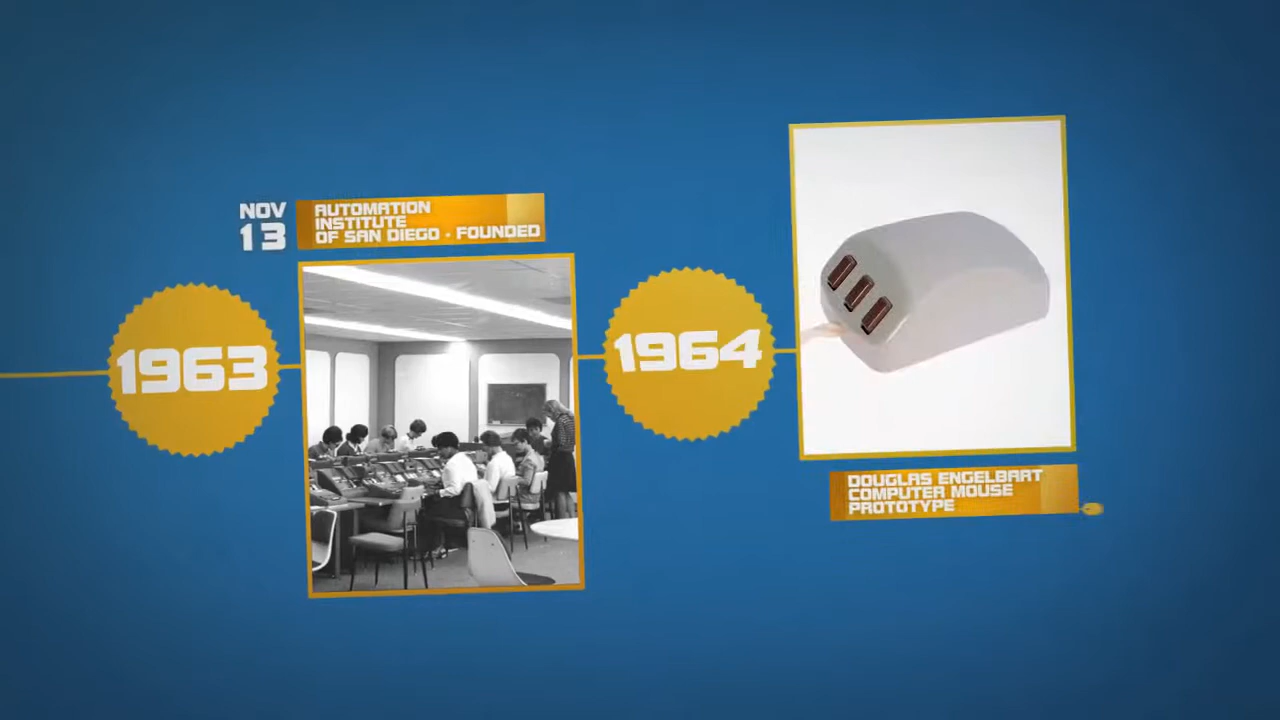 NOV
13
AUTOMATION
INSTITUTE
OF SAN DIEGO - FOUNDED
1963
1964
DOUGLAS ENGELBART
COMPUTER MOUSE
PROTOTYPE